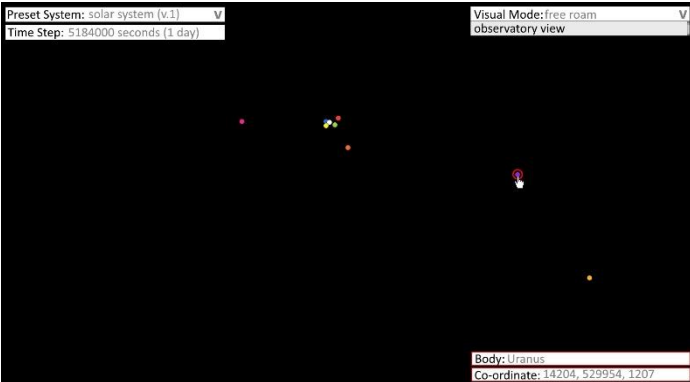 Preset System: solar system (v.1) V
Time Step: 5184000 seconds (1 day)
Visual Mode: free roam V
observatory view
Body: Uranus
Co-ordinate: 14204, 529954, 1207